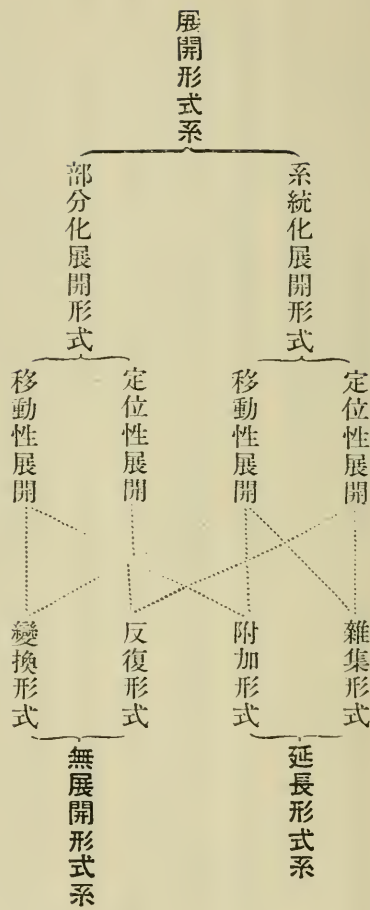 展開形式系
系統化展開形式
部分化展開形式
定位性展開
移動性展開
定位性展開
移動性展開
雜集形式
附加形式
反復形式
變換形式
延長形式系
無展開形式系